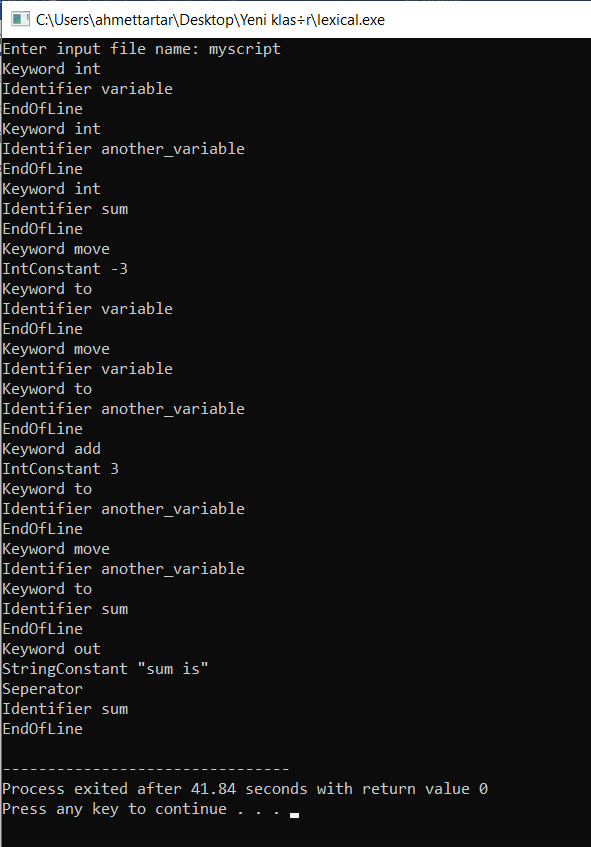 C:\Users\ahmettartar\Desktop\Yeni klas÷r\lexical.exe
Enter input file name: myscript
Keyword int
Identifier variable
EndOfLine
Keyword int
Identifier another_variable
EndOfLine
Keyword int
Identifier sum
EndOfLine
Keyword move
IntConstant -3
Keyword to
Identifier variable
EndOfLine
Keyword move
Identifier variable
Keyword to
Identifier another_variable
EndOfLine
Keyword add
IntConstant 3
Keyword to
Identifier another_variable
EndOfLine
Keyword move
Identifier another_variable
Keyword to
Identifier sum
EndOfLine
Keyword out
StringConstant "sum is"
Seperator
Identifier sum
EndOfLine
--------------------------------
Process exited after 41.84 seconds with return value 0
Press any key to continue . . .